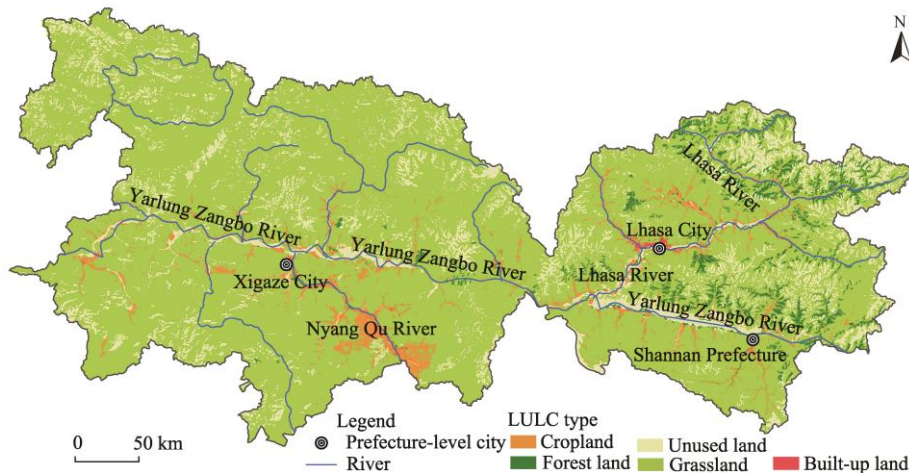 N
Lhasa River
Yarlung Zangbo River
Lhasa City
Yarlung Zangbo River
Xigaze City
Lhasa River
Yarlung Zangbo River
Nyang Qu River
Shannan Prefecture
Legend
Prefecture-level city
River
LULC type
Cropland
Forest land
Unused land
Grassland
Built-up land
0 50 km